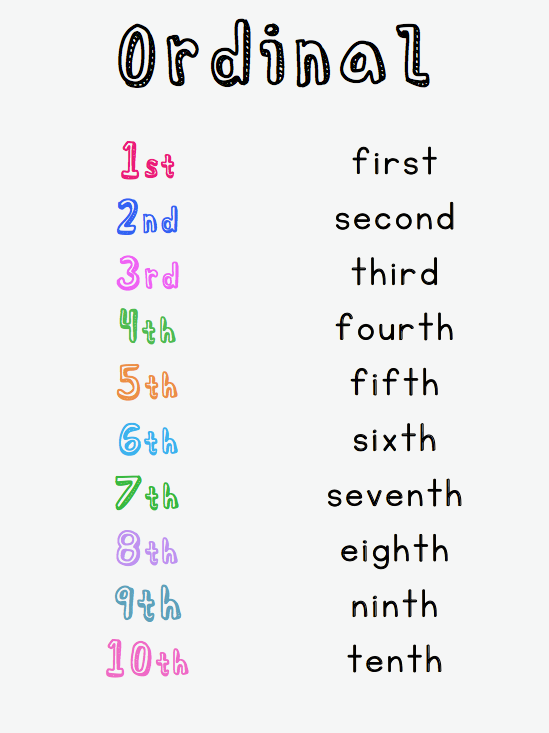 Ordinal
1st first
2nd second
3rd third
4th fourth
5th fifth
6th sixth
7th seventh
8th eighth
9th ninth
10th tenth